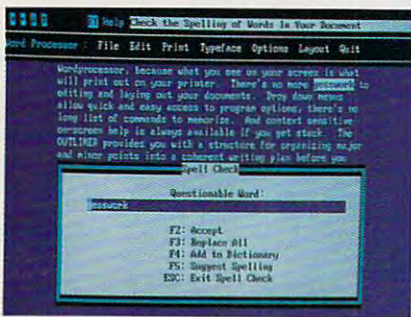 F1 Help Check the Spelling of Words In Your Document
Word Processor: File Edit Print Typeface Options Layout Quit
Wordprocessor, because what you see on your screen is what
will print out on your printer. There's no more gesswork to
editing and laying out your documents. Drop down menus
allow quick and easy access to program options, there's no
long list of commands to memorize. And context sensitive
onscreen help is always available if you get stuck. The
OUTLINER provides you with a structure for organizing major
and minor points into a coherent writing plan before you
Spell Check
Questionable Word:
gesswork
F2: Accept
F3: Replace All
F4: Add to Dictionary
F5: Suggest Spelling
ESC: Exit Spell Check